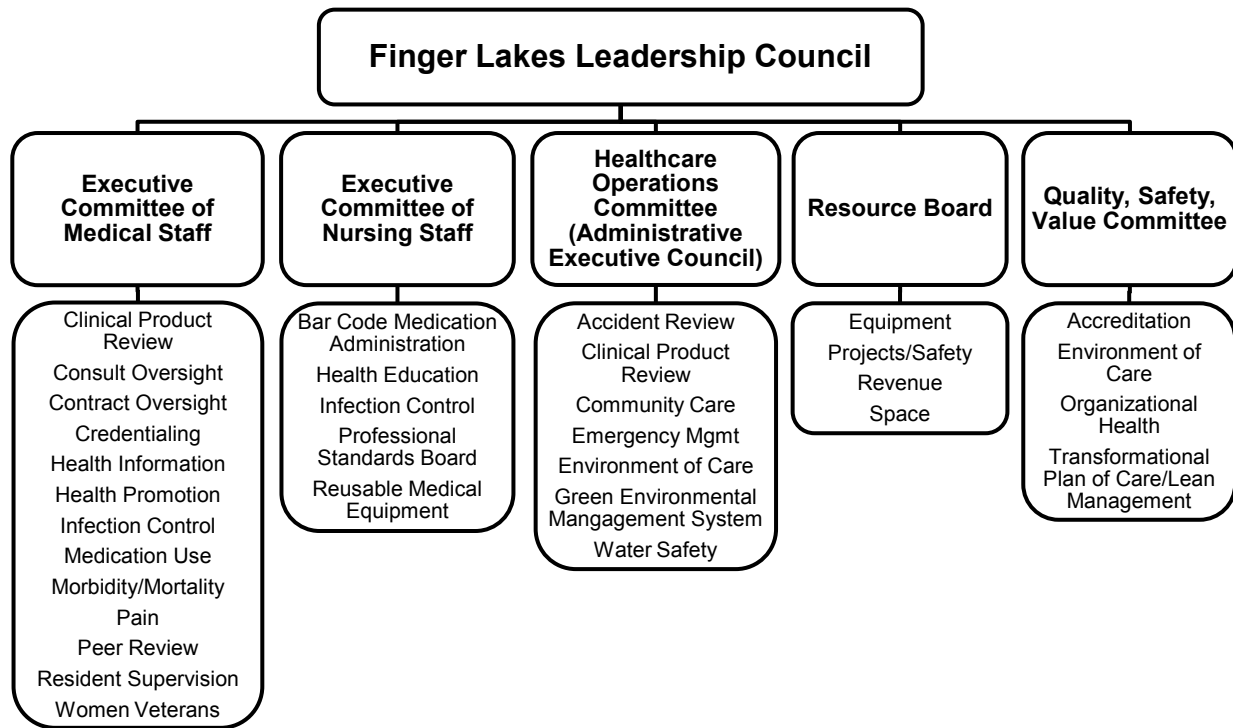 Finger Lakes Leadership Council
Executive
Committee of
Medical Staff
Executive
Committee of
Nursing Staff
Healthcare
Operations
Committee
(Administrative
Executive Council)
Resource Board
Quality, Safety,
Value Committee
Clinical Product
Review
Consult Oversight
Contract Oversight
Credentialing
Health Information
Health Promotion
Infection Control
Medication Use
Morbidity/Mortality
Pain
Peer Review
Resident Supervision
Women Veterans
Bar Code Medication
Administration
Health Education
Infection Control
Professional
Standards Board
Reusable Medical
Equipment
Accident Review
Clinical Product
Review
Community Care
Emergency Mgmt
Environment of Care
Green Environmental
Mangagement System
Water Safety
Equipment
Projects/Safety
Revenue
Space
Accreditation
Environment of
Care
Organizational
Health
Transformational
Plan of Care/Lean
Management